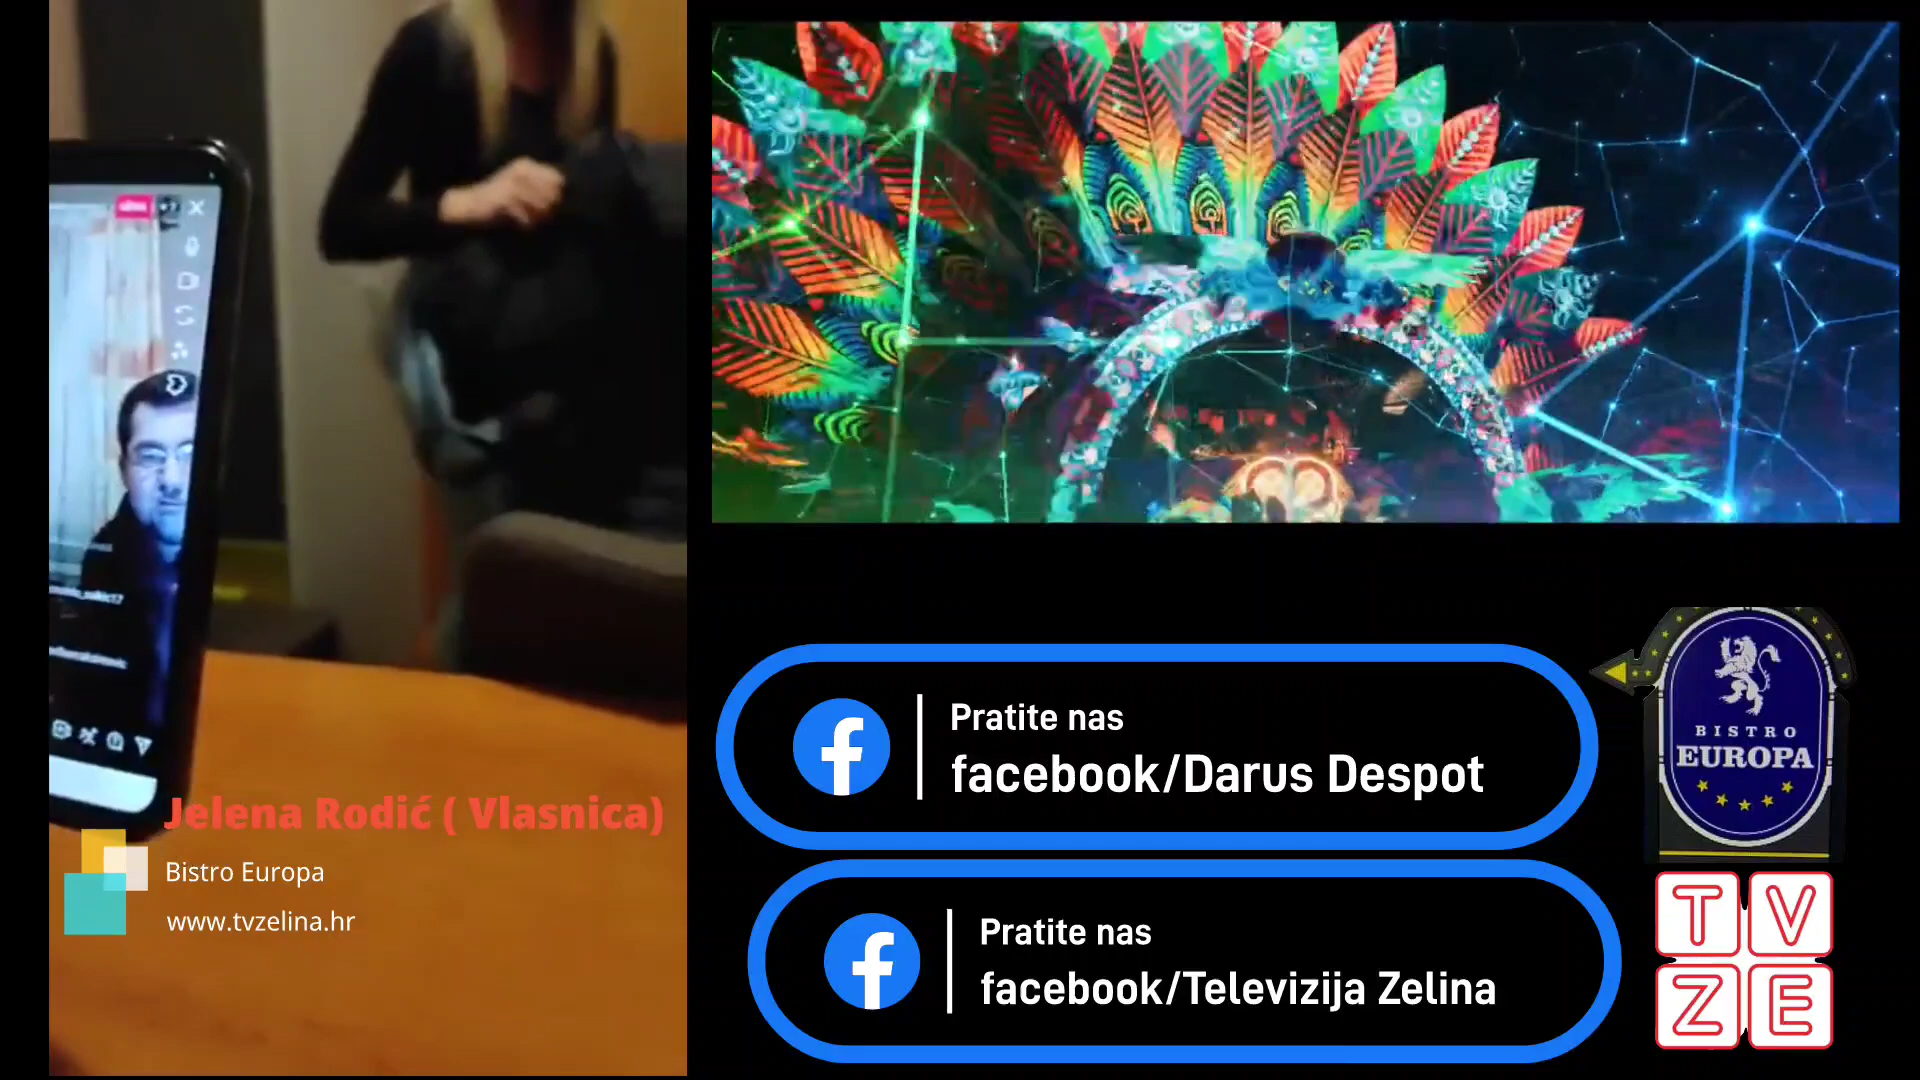 Jelena Rodić ( Vlasnica)
Bistro Europa
www.tvzelina.hr
Pratite nas
facebook/Darus Despot
Pratite nas
facebook/Televizija Zelina
BISTRO
EUROPA
TV
ZE